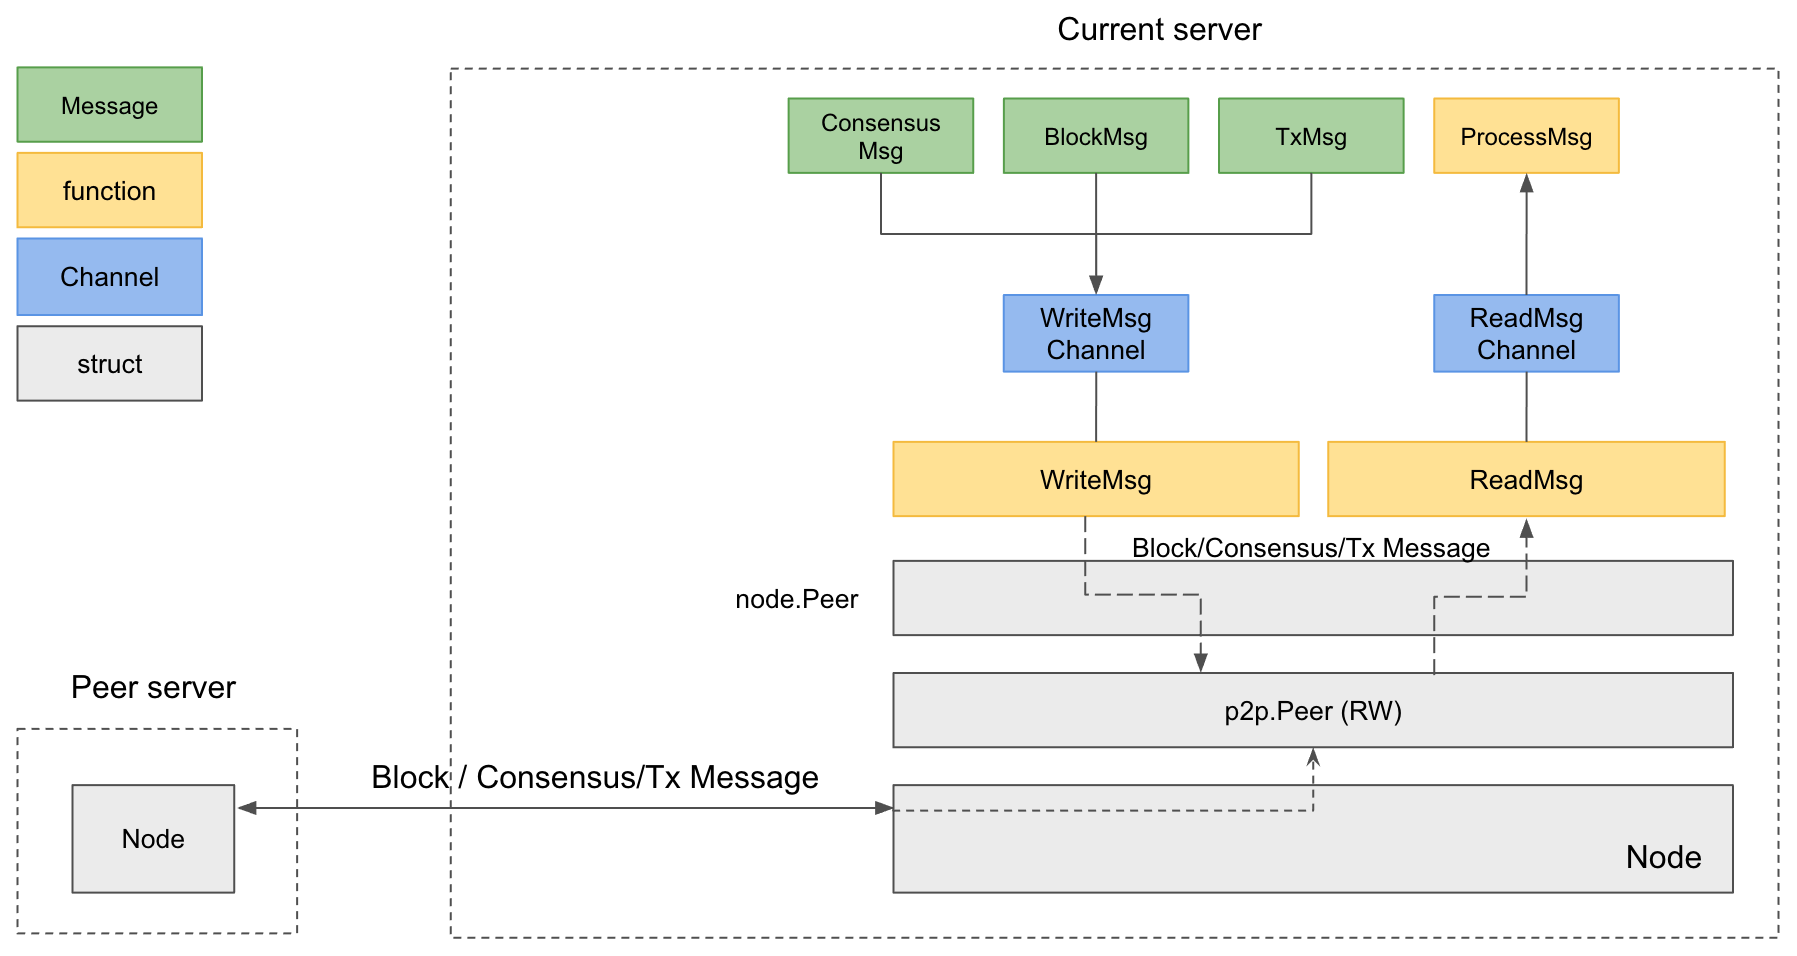 Current server
Message
function
Channel
struct
Consensus
Msg
BlockMsg
TxMsg
ProcessMsg
WriteMsg
Channel
ReadMsg
Channel
WriteMsg
ReadMsg
Block/Consensus/Tx Message
node.Peer
p2p.Peer (RW)
Peer server
Block / Consensus/Tx Message
Node
Node